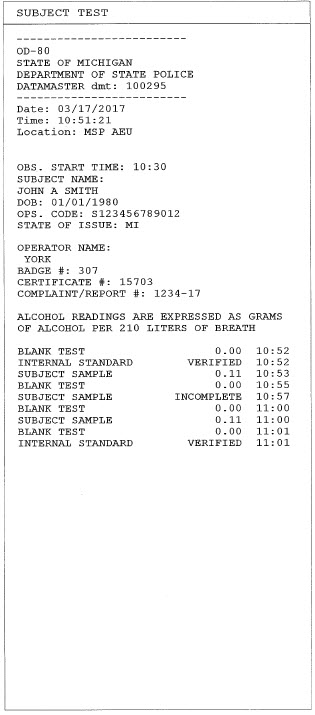 SUBJECT TEST
-------------------------
OD-80
STATE OF MICHIGAN
DEPARTMENT OF STATE POLICE
DATAMASTER dmt: 100295
-------------------------
Date: 03/17/2017
Time: 10:51:21
Location: MSP AEU
OBS. START TIME: 10:30
SUBJECT NAME:
JOHN A SMITH
DOB: 01/01/1980
OPS. CODE: S123456789012
STATE OF ISSUE: MI
OPERATOR NAME:
YORK
BADGE #: 307
CERTIFICATE #: 15703
COMPLAINT/REPORT #: 1234-17
ALCOHOL READINGS ARE EXPRESSED AS GRAMS
OF ALCOHOL PER 210 LITERS OF BREATH
BLANK TEST 0.00 10:52
INTERNAL STANDARD VERIFIED 10:52
SUBJECT SAMPLE 0.11 10:53
BLANK TEST 0.00 10:55
SUBJECT SAMPLE INCOMPLETE 10:57
BLANK TEST 0.00 11:00
SUBJECT SAMPLE 0.11 11:00
BLANK TEST 0.00 11:01
INTERNAL STANDARD VERIFIED 11:01